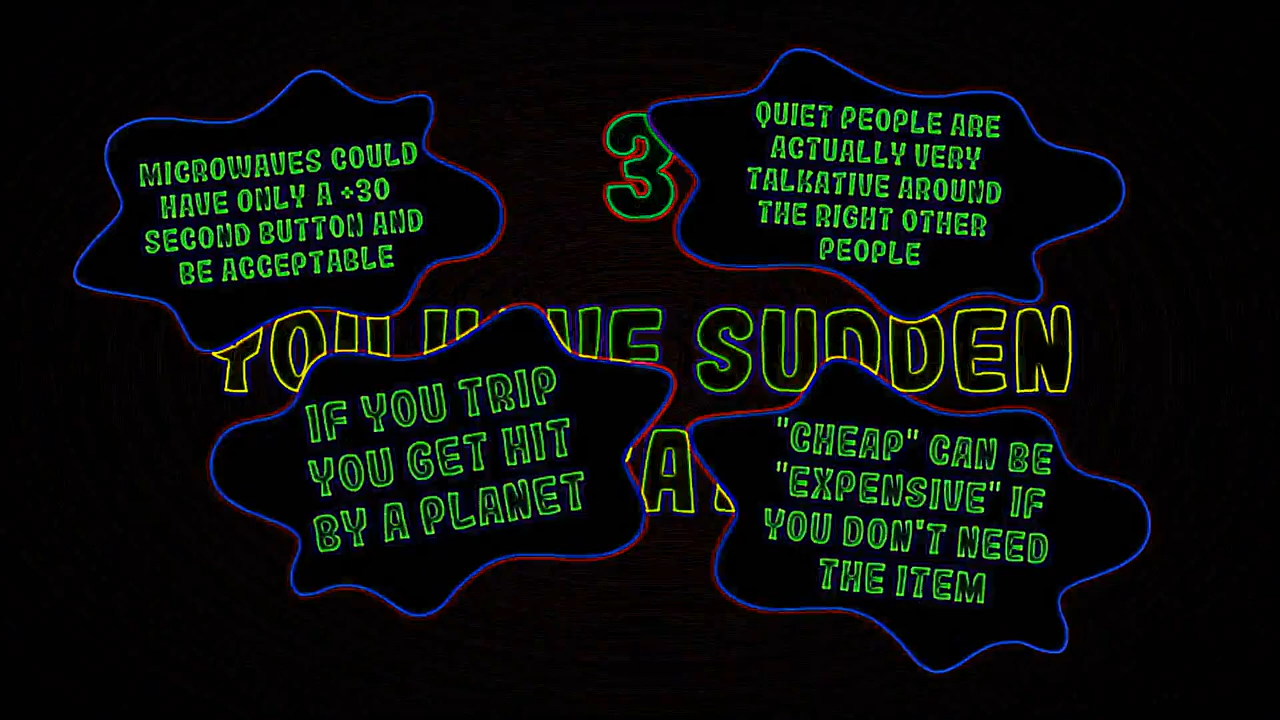 MICROWAVES COULD
HAVE ONLY A +30
SECOND BUTTON AND
BE ACCEPTABLE
3
QUIET PEOPLE ARE
ACTUALLY VERY
TALKATIVE AROUND
THE RIGHT OTHER
PEOPLE
YOU HAVE SUDDEN
A
IF YOU TRIP
YOU GET HIT
BY A PLANET
"CHEAP" CAN BE
"EXPENSIVE" IF
YOU DON'T NEED
THE ITEM